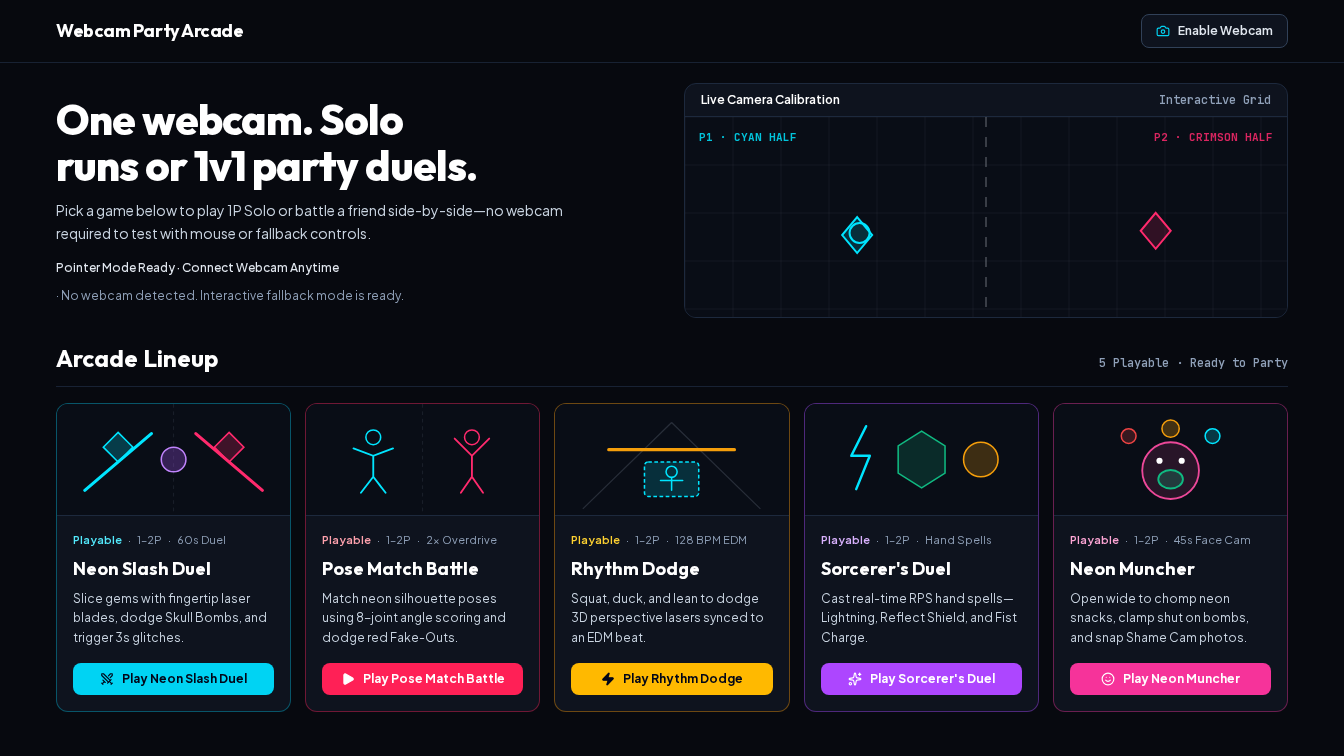 Webcam Party Arcade
Enable Webcam
One webcam. Solo
runs or 1v1 party duels.
Pick a game below to play 1P Solo or battle a friend side-by-side—no webcam
required to test with mouse or fallback controls.
Pointer Mode Ready · Connect Webcam Anytime
· No webcam detected. Interactive fallback mode is ready.
Live Camera Calibration
Interactive Grid
P1 · CYAN HALF
P2 · CRIMSON HALF
Arcade Lineup
5 Playable · Ready to Party
Playable · 1–2P · 60s Duel
Neon Slash Duel
Slice gems with fingertip laser
blades, dodge Skull Bombs, and
trigger 3s glitches.
Play Neon Slash Duel
Playable · 1–2P · 2x Overdrive
Pose Match Battle
Match neon silhouette poses
using 8-joint angle scoring and
dodge red Fake-Outs.
Play Pose Match Battle
Playable · 1–2P · 128 BPM EDM
Rhythm Dodge
Squat, duck, and lean to dodge
3D perspective lasers synced to
an EDM beat.
Play Rhythm Dodge
Playable · 1–2P · Hand Spells
Sorcerer's Duel
Cast real-time RPS hand spells—
Lightning, Reflect Shield, and Fist
Charge.
Play Sorcerer's Duel
Playable · 1–2P · 45s Face Cam
Neon Muncher
Open wide to chomp neon
snacks, clamp shut on bombs,
and snap Shame Cam photos.
Play Neon Muncher